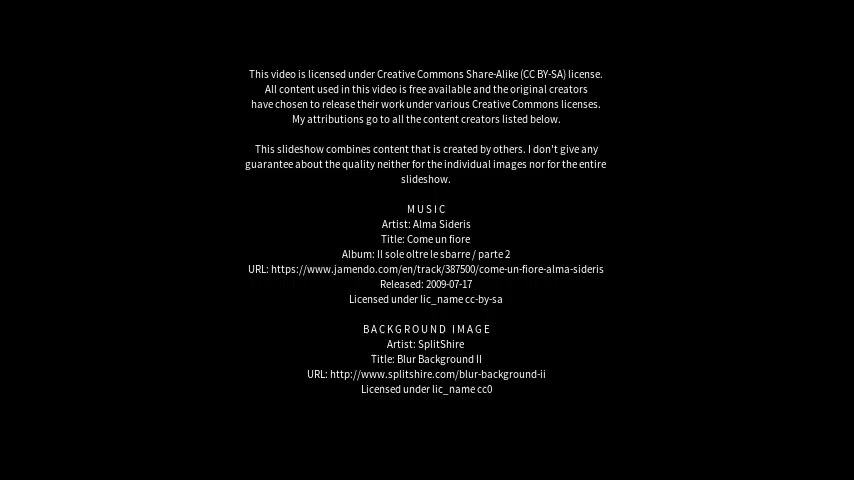 This video is licensed under Creative Commons Share-Alike (CC BY-SA) license.
All content used in this video is free available and the original creators
have chosen to release their work under various Creative Commons licenses.
My attributions go to all the content creators listed below.
This slideshow combines content that is created by others. I don't give any
guarantee about the quality neither for the individual images nor for the entire
slideshow.
MUSIC
Artist: Alma Sideris
Title: Come un fiore
Album: Il sole oltre le sbarre / parte 2
URL: https://www.jamendo.com/en/track/387500/come-un-fiore-alma-sideris
Released: 2009-07-17
Licensed under lic_name cc-by-sa
BACKGROUND IMAGE
Artist: SplitShire
Title: Blur Background II
URL: http://www.splitshire.com/blur-background-ii
Licensed under lic_name cc0